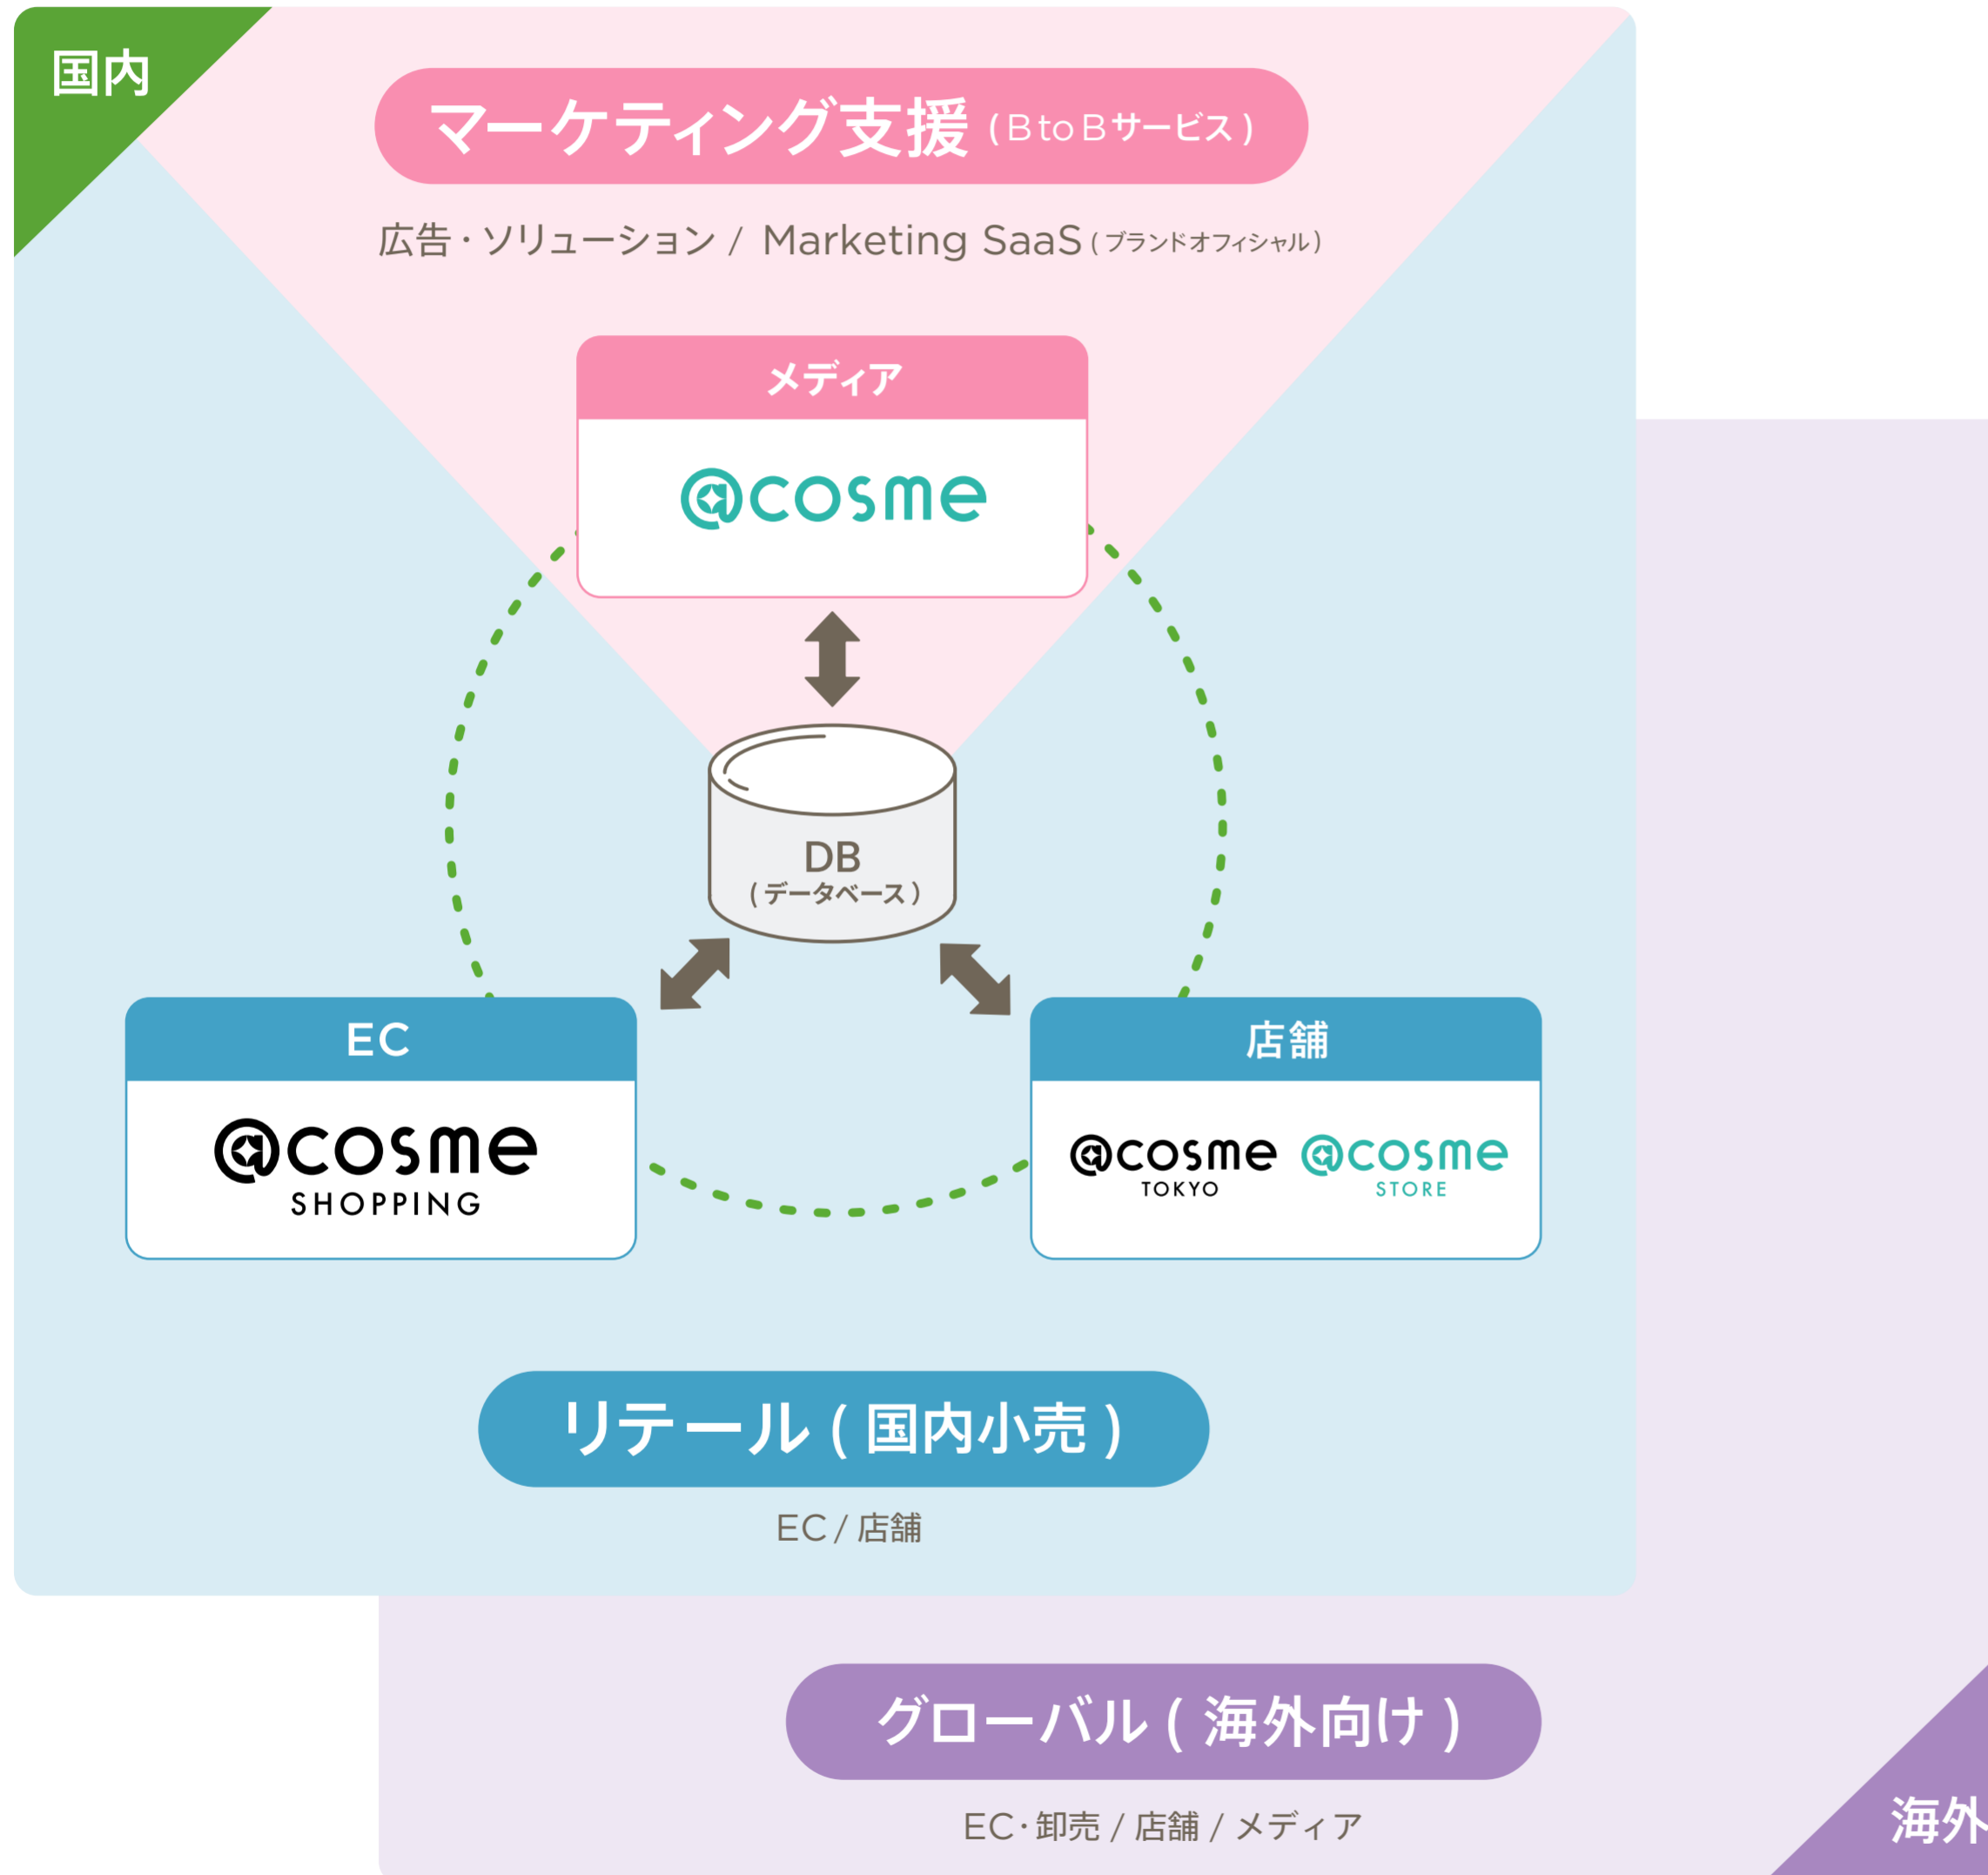 国内
マーケティング支援 ( B to B サービス )
広告・ソリューション / Marketing SaaS ( ブランドオフィシャル )
メディア
@cosme
DB
( データベース )
EC
@cosme
SHOPPING
店舗
@cosme
TOKYO
@cosme
STORE
リテール ( 国内小売 )
EC / 店舗
グローバル ( 海外向け )
EC・卸売 / 店舗 / メディア
海外